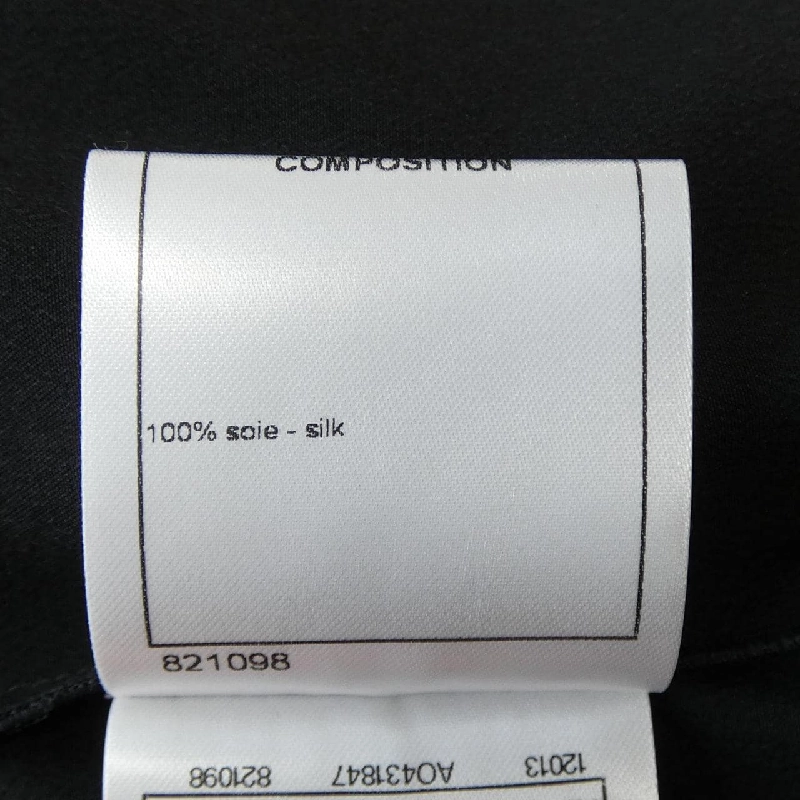 COMPOSITION
100% soie - silk
821098
12013 AO431847 821098